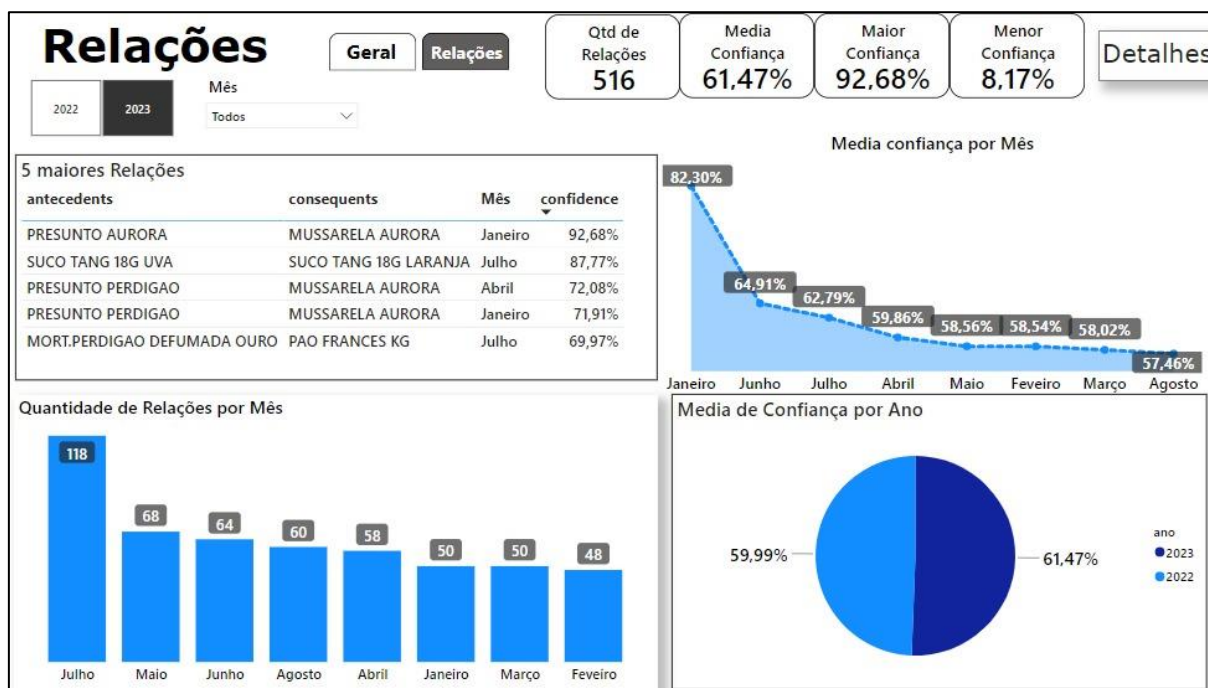 Relações
Geral
Relações
Qtd de
Relações
516
Media
Confiança
61,47%
Maior
Confiança
92,68%
Menor
Confiança
8,17%
Detalhes
2022
2023
Mês
Todos
5 maiores Relações
antecedents consequents Mês confidence
PRESUNTO AURORA MUSSARELA AURORA Janeiro 92,68%
SUCO TANG 18G UVA SUCO TANG 18G LARANJA Julho 87,77%
PRESUNTO PERDIGAO MUSSARELA AURORA Abril 72,08%
PRESUNTO PERDIGAO MUSSARELA AURORA Janeiro 71,91%
MORT.PERDIGAO DEFUMADA OURO PAO FRANCES KG Julho 69,97%
Media confiança por Mês
82,30%
64,91%
62,79%
59,86%
58,56%
58,54%
58,02%
57,46%
Janeiro Junho Julho Abril Maio Feveiro Março Agosto
Quantidade de Relações por Mês
118
68
64
60
58
50
50
48
Julho Maio Junho Agosto Abril Janeiro Março Feveiro
Media de Confiança por Ano
59,99%
61,47%
ano
2023
2022